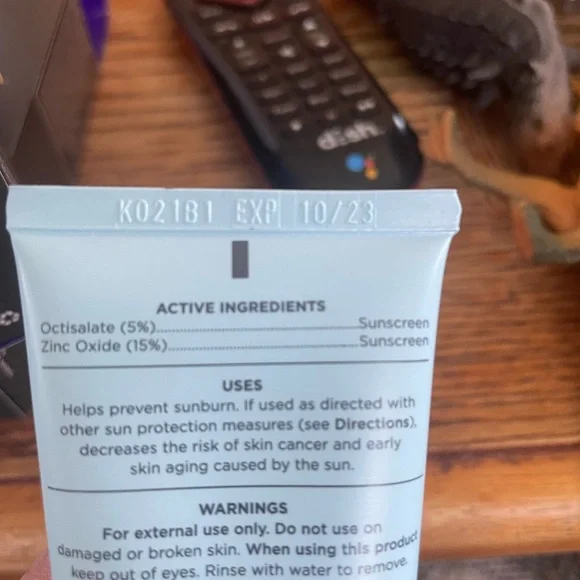 dish
K021B1 EXP 10/23
ACTIVE INGREDIENTS
Octisalate (5%)..........................................Sunscreen
Zinc Oxide (15%)........................................Sunscreen
USES
Helps prevent sunburn. If used as directed with
other sun protection measures (see Directions),
decreases the risk of skin cancer and early
skin aging caused by the sun.
WARNINGS
For external use only. Do not use on
damaged or broken skin. When using this product
keep out of eyes. Rinse with water to remove.